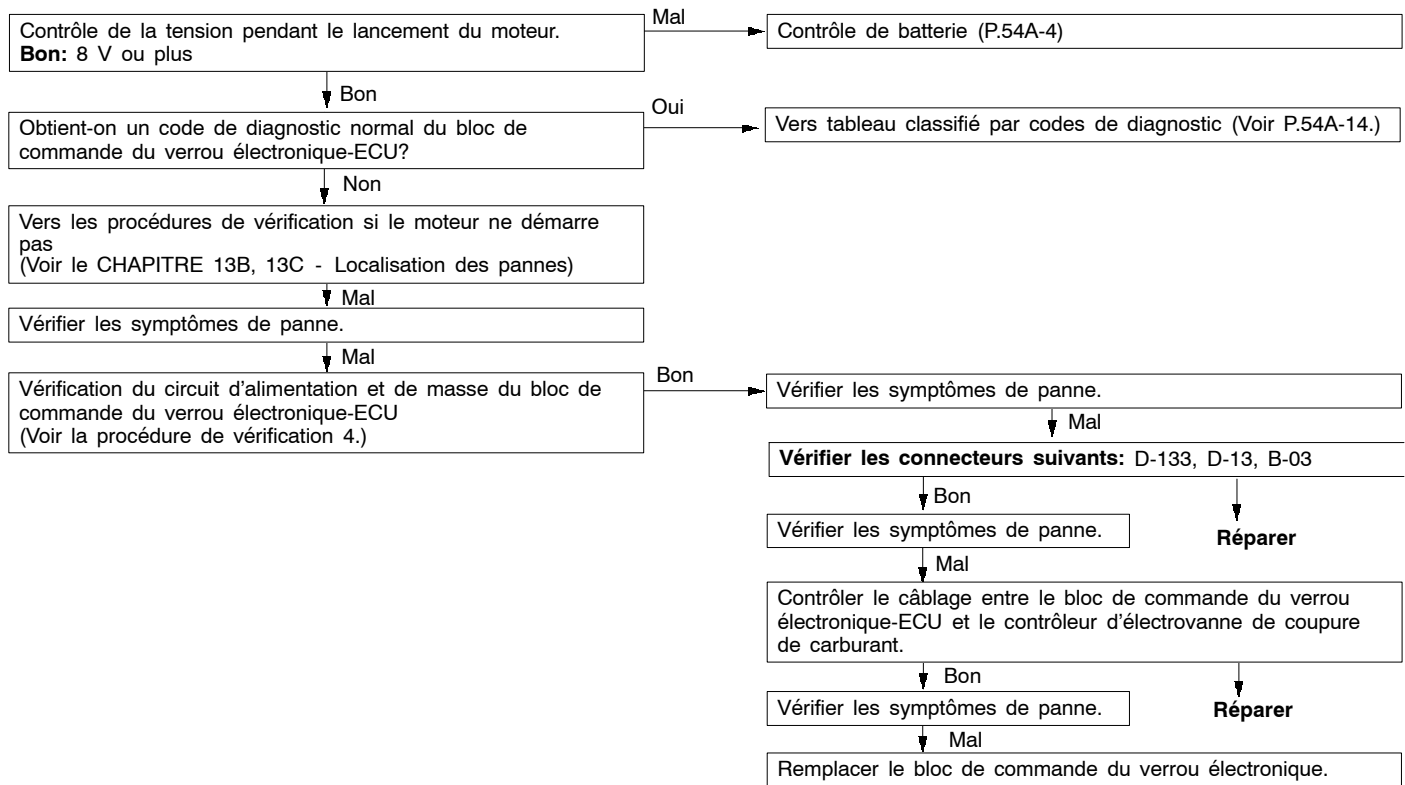 Contrôle de la tension pendant le lancement du moteur.
Bon: 8 V ou plus
Mal
Contrôle de batterie (P.54A-4)
Bon
Obtient-on un code de diagnostic normal du bloc de
commande du verrou électronique-ECU?
Oui
Vers tableau classifié par codes de diagnostic (Voir P.54A-14.)
Non
Vers les procédures de vérification si le moteur ne démarre
pas
(Voir le CHAPITRE 13B, 13C - Localisation des pannes)
Mal
Vérifier les symptômes de panne.
Mal
Vérification du circuit d'alimentation et de masse du bloc de
commande du verrou électronique-ECU
(Voir la procédure de vérification 4.)
Bon
Vérifier les symptômes de panne.
Mal
Vérifier les connecteurs suivants: D-133, D-13, B-03
Bon
Vérifier les symptômes de panne.
Réparer
Mal
Contrôler le câblage entre le bloc de commande du verrou
électronique-ECU et le contrôleur d'électrovanne de coupure
de carburant.
Bon
Vérifier les symptômes de panne.
Réparer
Mal
Remplacer le bloc de commande du verrou électronique.